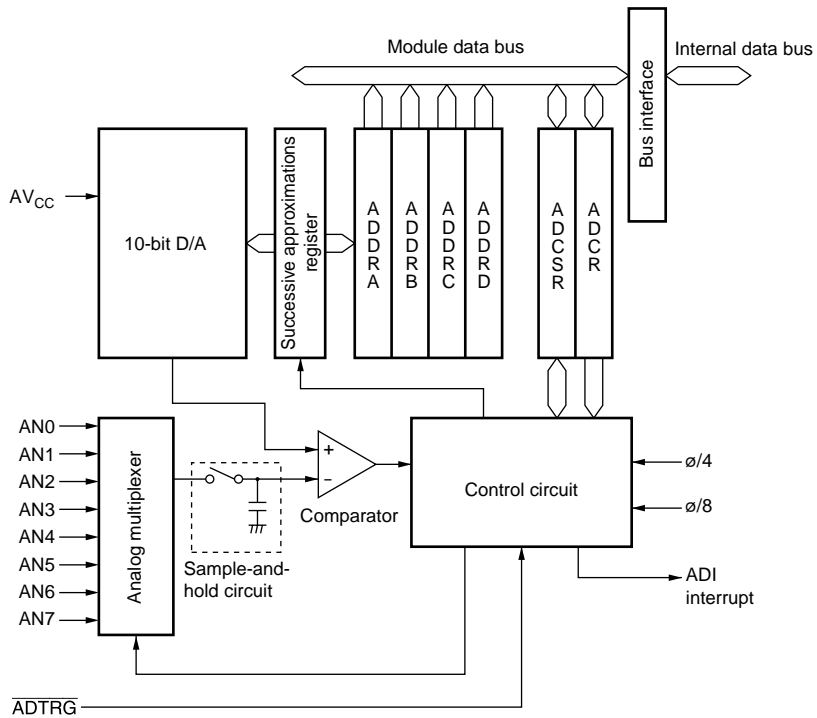 Module data bus
Internal data bus
Bus interface
AVCC
10-bit D/A
Successive approximations
register
ADDRA
ADDRB
ADDRC
ADDRD
ADCSR
ADCR
AN0
AN1
AN2
AN3
AN4
AN5
AN6
AN7
Analog multiplexer
Sample-and-
hold circuit
+
−
Comparator
Control circuit
ø/4
ø/8
ADI
interrupt
ADTRG